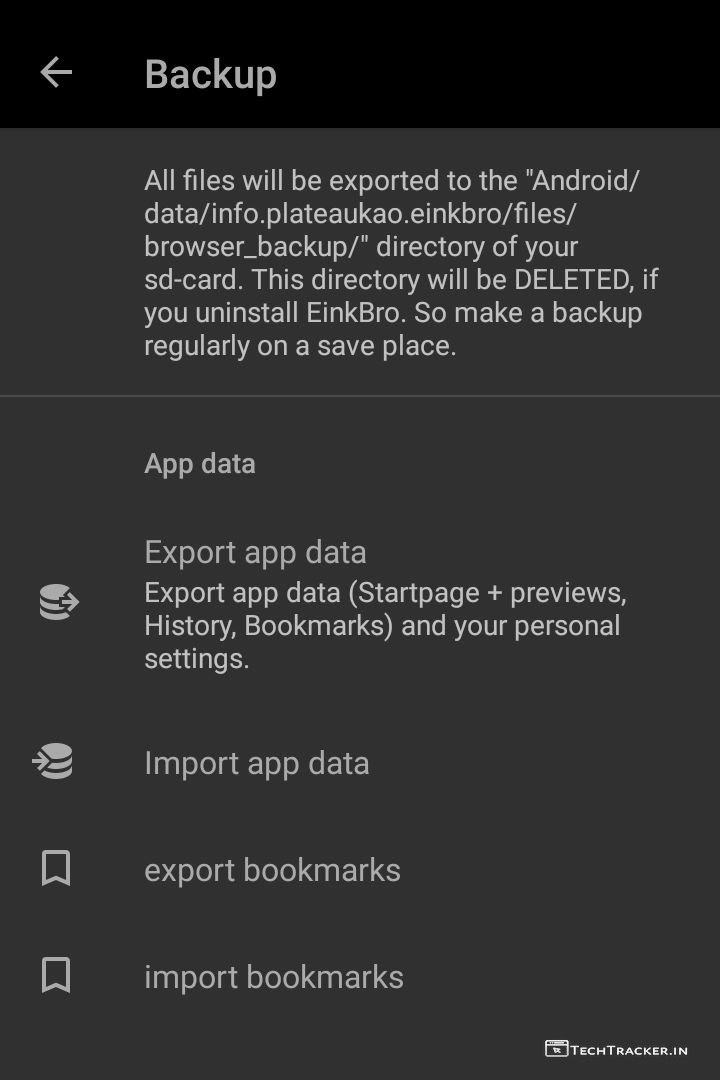 Backup
All files will be exported to the "Android/
data/info.plateaukao.einkbro/files/
browser_backup/" directory of your
sd-card. This directory will be DELETED, if
you uninstall EinkBro. So make a backup
regularly on a save place.
App data
Export app data
Export app data (Startpage + previews,
History, Bookmarks) and your personal
settings.
Import app data
export bookmarks
import bookmarks
TECHTRACKER.IN